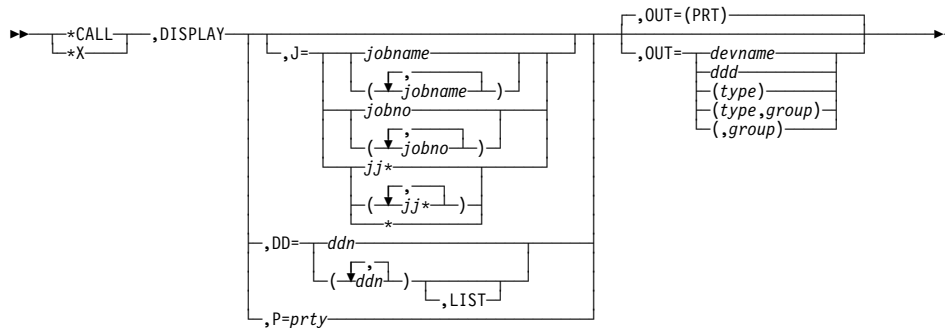 ,OUT=(PRT)
*CALL ,DISPLAY
*X ,J= jobname ,OUT= devname
, ddd
( jobname ) (type)
jobno (type,group)
, (,group)
( jobno )
jj*
,
( jj* )
*
,DD= ddn
,
( ddn )
,LIST
,P=prty